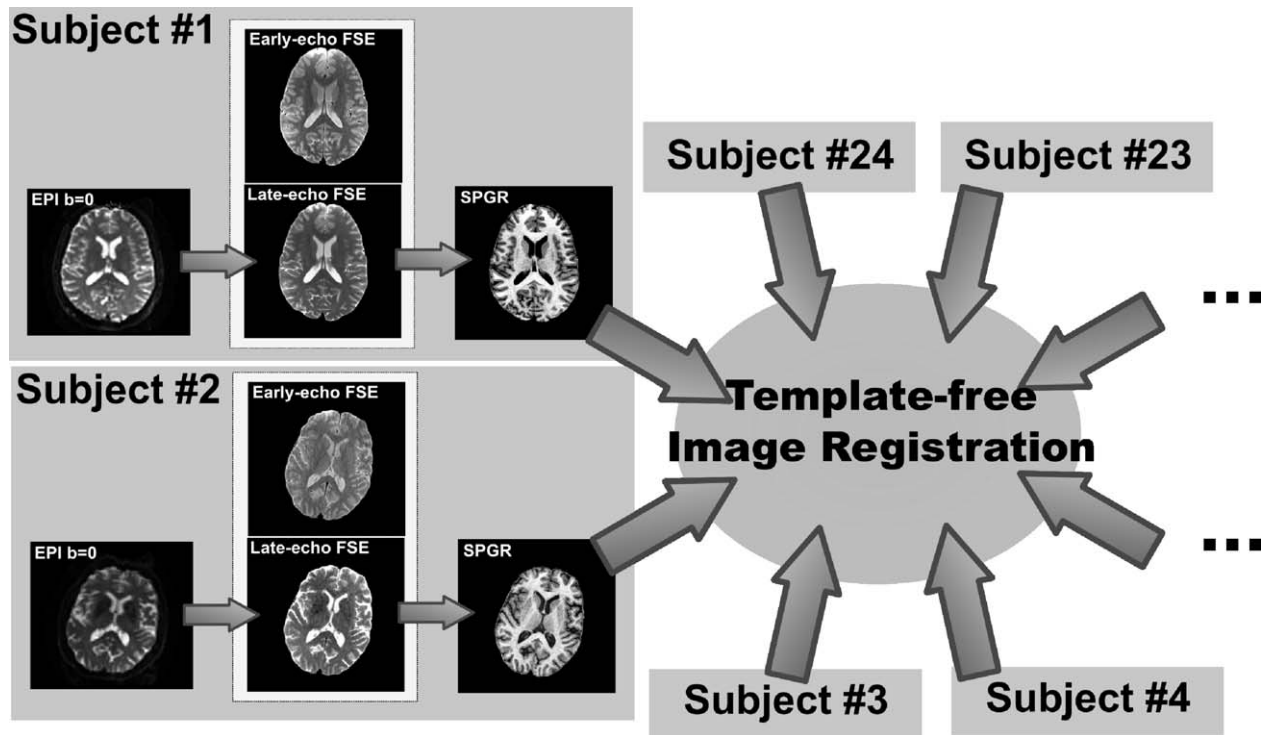 Subject #1
Early-echo FSE
EPI b=0
Late-echo FSE
SPGR
Subject #2
Early-echo FSE
EPI b=0
Late-echo FSE
SPGR
Subject #24
Subject #23
...
Template-free
Image Registration
...
Subject #3
Subject #4